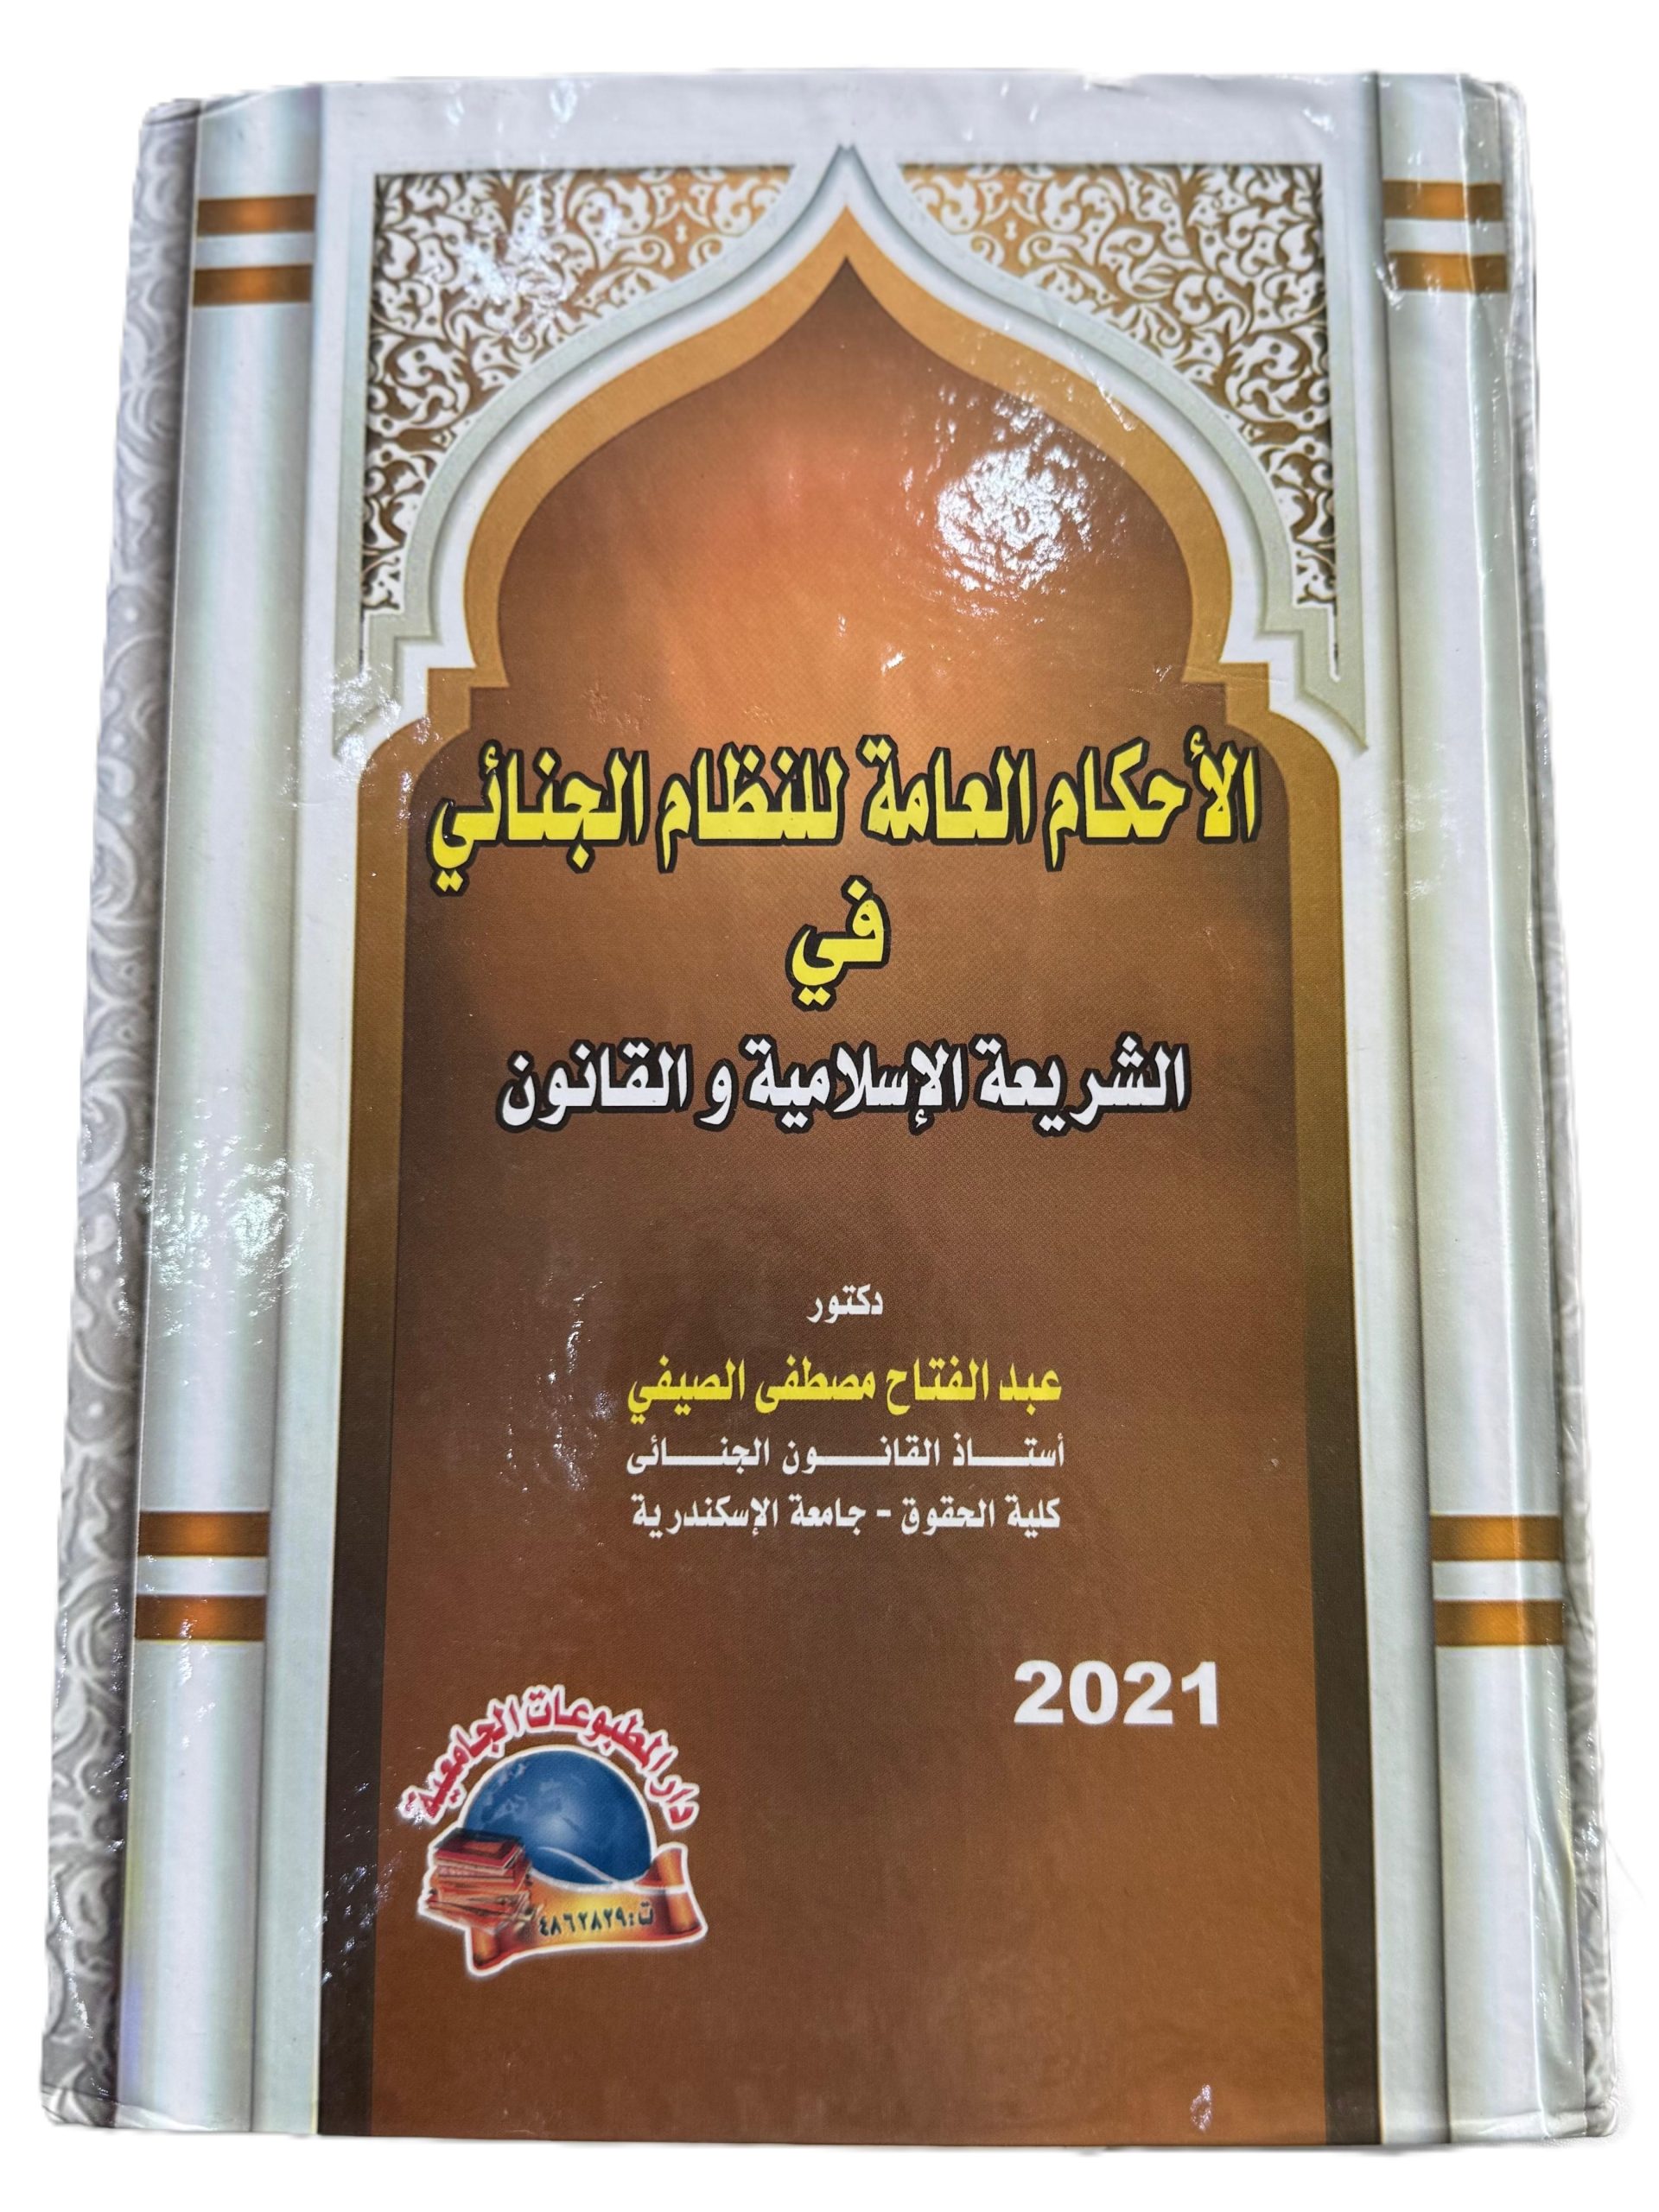 الأحكام العامة للنظام الجنائي
في
الشريعة الإسلامية و القانون
دكتور
عبد الفتاح مصطفى الصيفي
أستاذ القانون الجنائى
كلية الحقوق - جامعة الإسكندرية
2021
دار المطبوعات الجامعية
ت: ٤٨٦٢٨٢٩